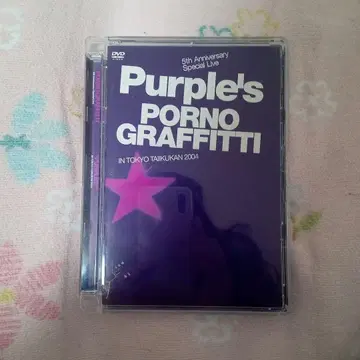 DVD
5th Anniversary
Special Live
Purple's
PORNO
GRAFFITTI
IN TOKYO TAIIKUKAN 2004